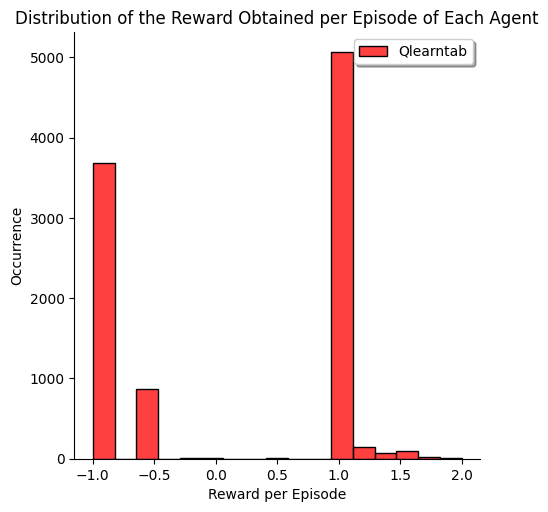 Distribution of the Reward Obtained per Episode of Each Agent
Qlearntab
5000
4000
3000
2000
1000
0
Occurrence
−1.0 −0.5 0.0 0.5 1.0 1.5 2.0
Reward per Episode